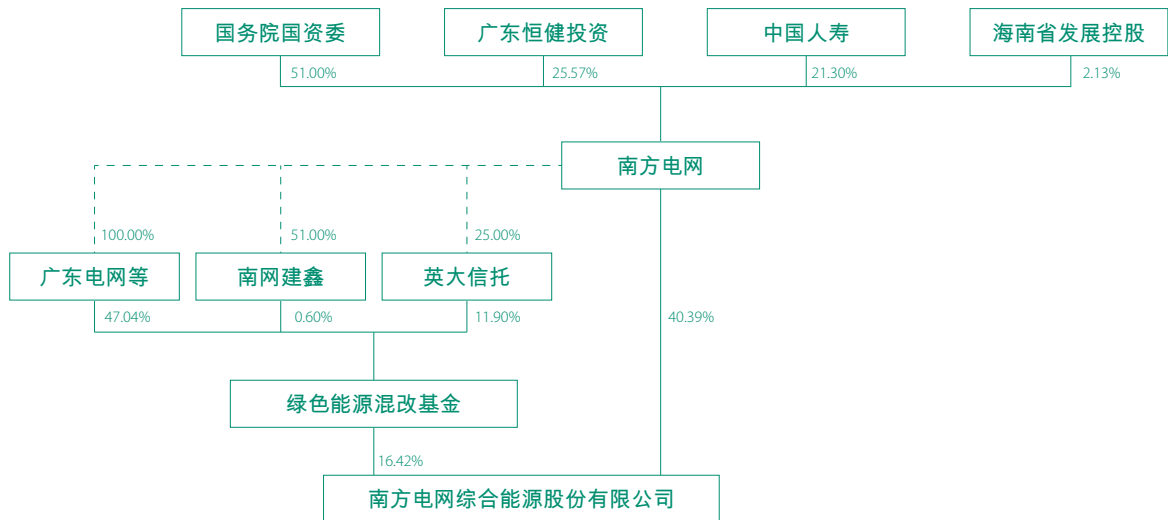 国务院国资委
广东恒健投资
中国人寿
海南省发展控股
51.00%
25.57%
21.30%
2.13%
南方电网
100.00%
51.00%
25.00%
广东电网等
南网建鑫
英大信托
47.04%
0.60%
11.90%
40.39%
绿色能源混改基金
16.42%
南方电网综合能源股份有限公司